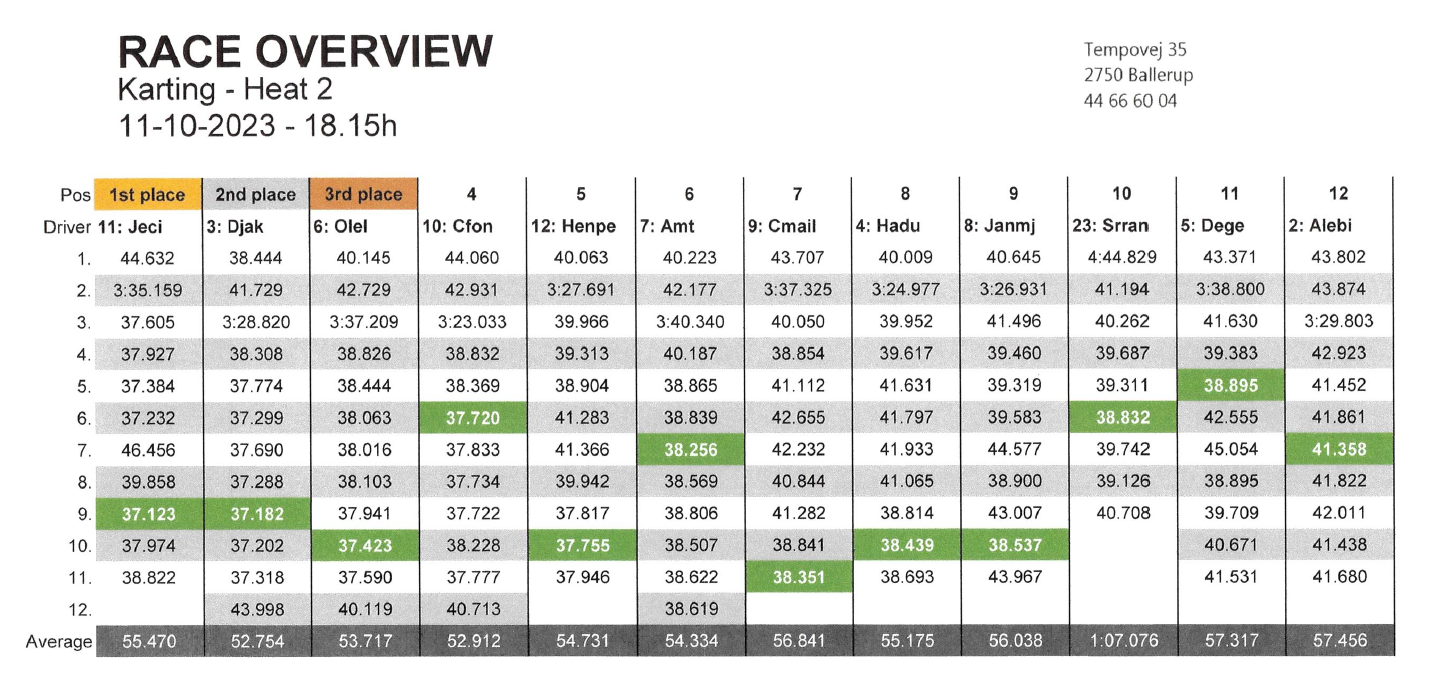 RACE OVERVIEW
Karting - Heat 2
11-10-2023 - 18.15h
Tempovej 35
2750 Ballerup
44 66 60 04
Pos 1st place 2nd place 3rd place 4 5 6 7 8 9 10 11 12
Driver 11: Jeci 3: Djak 6: Olel 10: Cfon 12: Henpe 7: Amt 9: Cmail 4: Hadu 8: Janmj 23: Srran 5: Dege 2: Alebi
1. 44.632 38.444 40.145 44.060 40.063 40.223 43.707 40.009 40.645 4:44.829 43.371 43.802
2. 3:35.159 41.729 42.729 42.931 3:27.691 42.177 3:37.325 3:24.977 3:26.931 41.194 3:38.800 43.874
3. 37.605 3:28.820 3:37.209 3:23.033 39.966 3:40.340 40.050 39.952 41.496 40.262 41.630 3:29.803
4. 37.927 38.308 38.826 38.832 39.313 40.187 38.854 39.617 39.460 39.687 39.383 42.923
5. 37.384 37.774 38.444 38.369 38.904 38.865 41.112 41.631 39.319 39.311 38.895 41.452
6. 37.232 37.299 38.063 37.720 41.283 38.839 42.655 41.797 39.583 38.832 42.555 41.861
7. 46.456 37.690 38.016 37.833 41.366 38.256 42.232 41.933 44.577 39.742 45.054 41.358
8. 39.858 37.288 38.103 37.734 39.942 38.569 40.844 41.065 38.900 39.126 38.895 41.822
9. 37.123 37.182 37.941 37.722 37.817 38.806 41.282 38.814 43.007 40.708 39.709 42.011
10. 37.974 37.202 37.423 38.228 37.755 38.507 38.841 38.439 38.537 40.671 41.438
11. 38.822 37.318 37.590 37.777 37.946 38.622 38.351 38.693 43.967 41.531 41.680
12. 43.998 40.119 40.713 38.619
Average 55.470 52.754 53.717 52.912 54.731 54.334 56.841 55.175 56.038 1:07.076 57.317 57.456